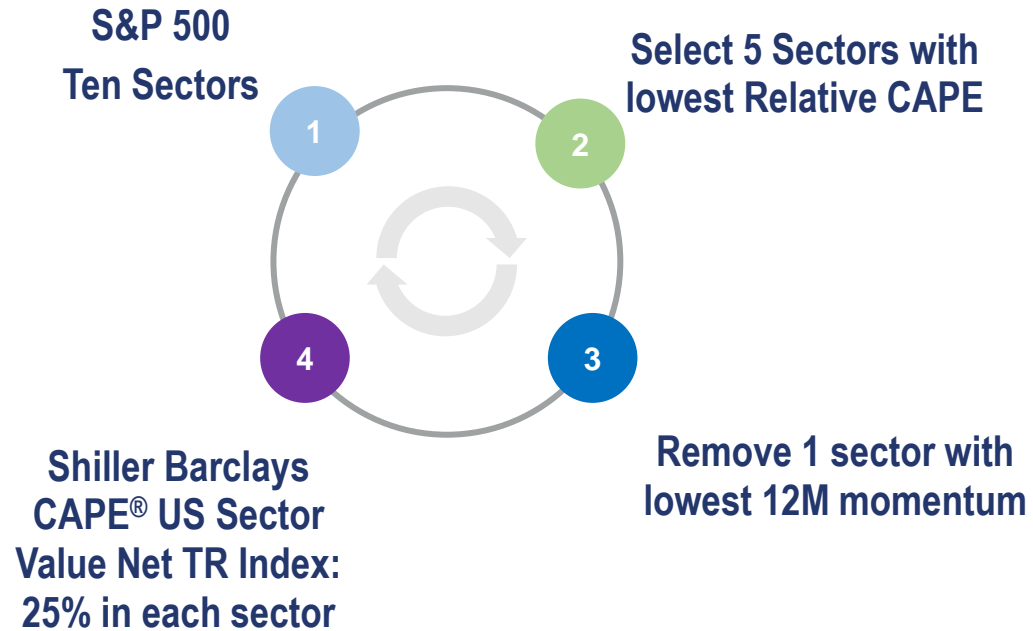 S&P 500
Ten Sectors
1
Select 5 Sectors with
lowest Relative CAPE
2
3
Remove 1 sector with
lowest 12M momentum
4
Shiller Barclays
CAPE® US Sector
Value Net TR Index:
25% in each sector